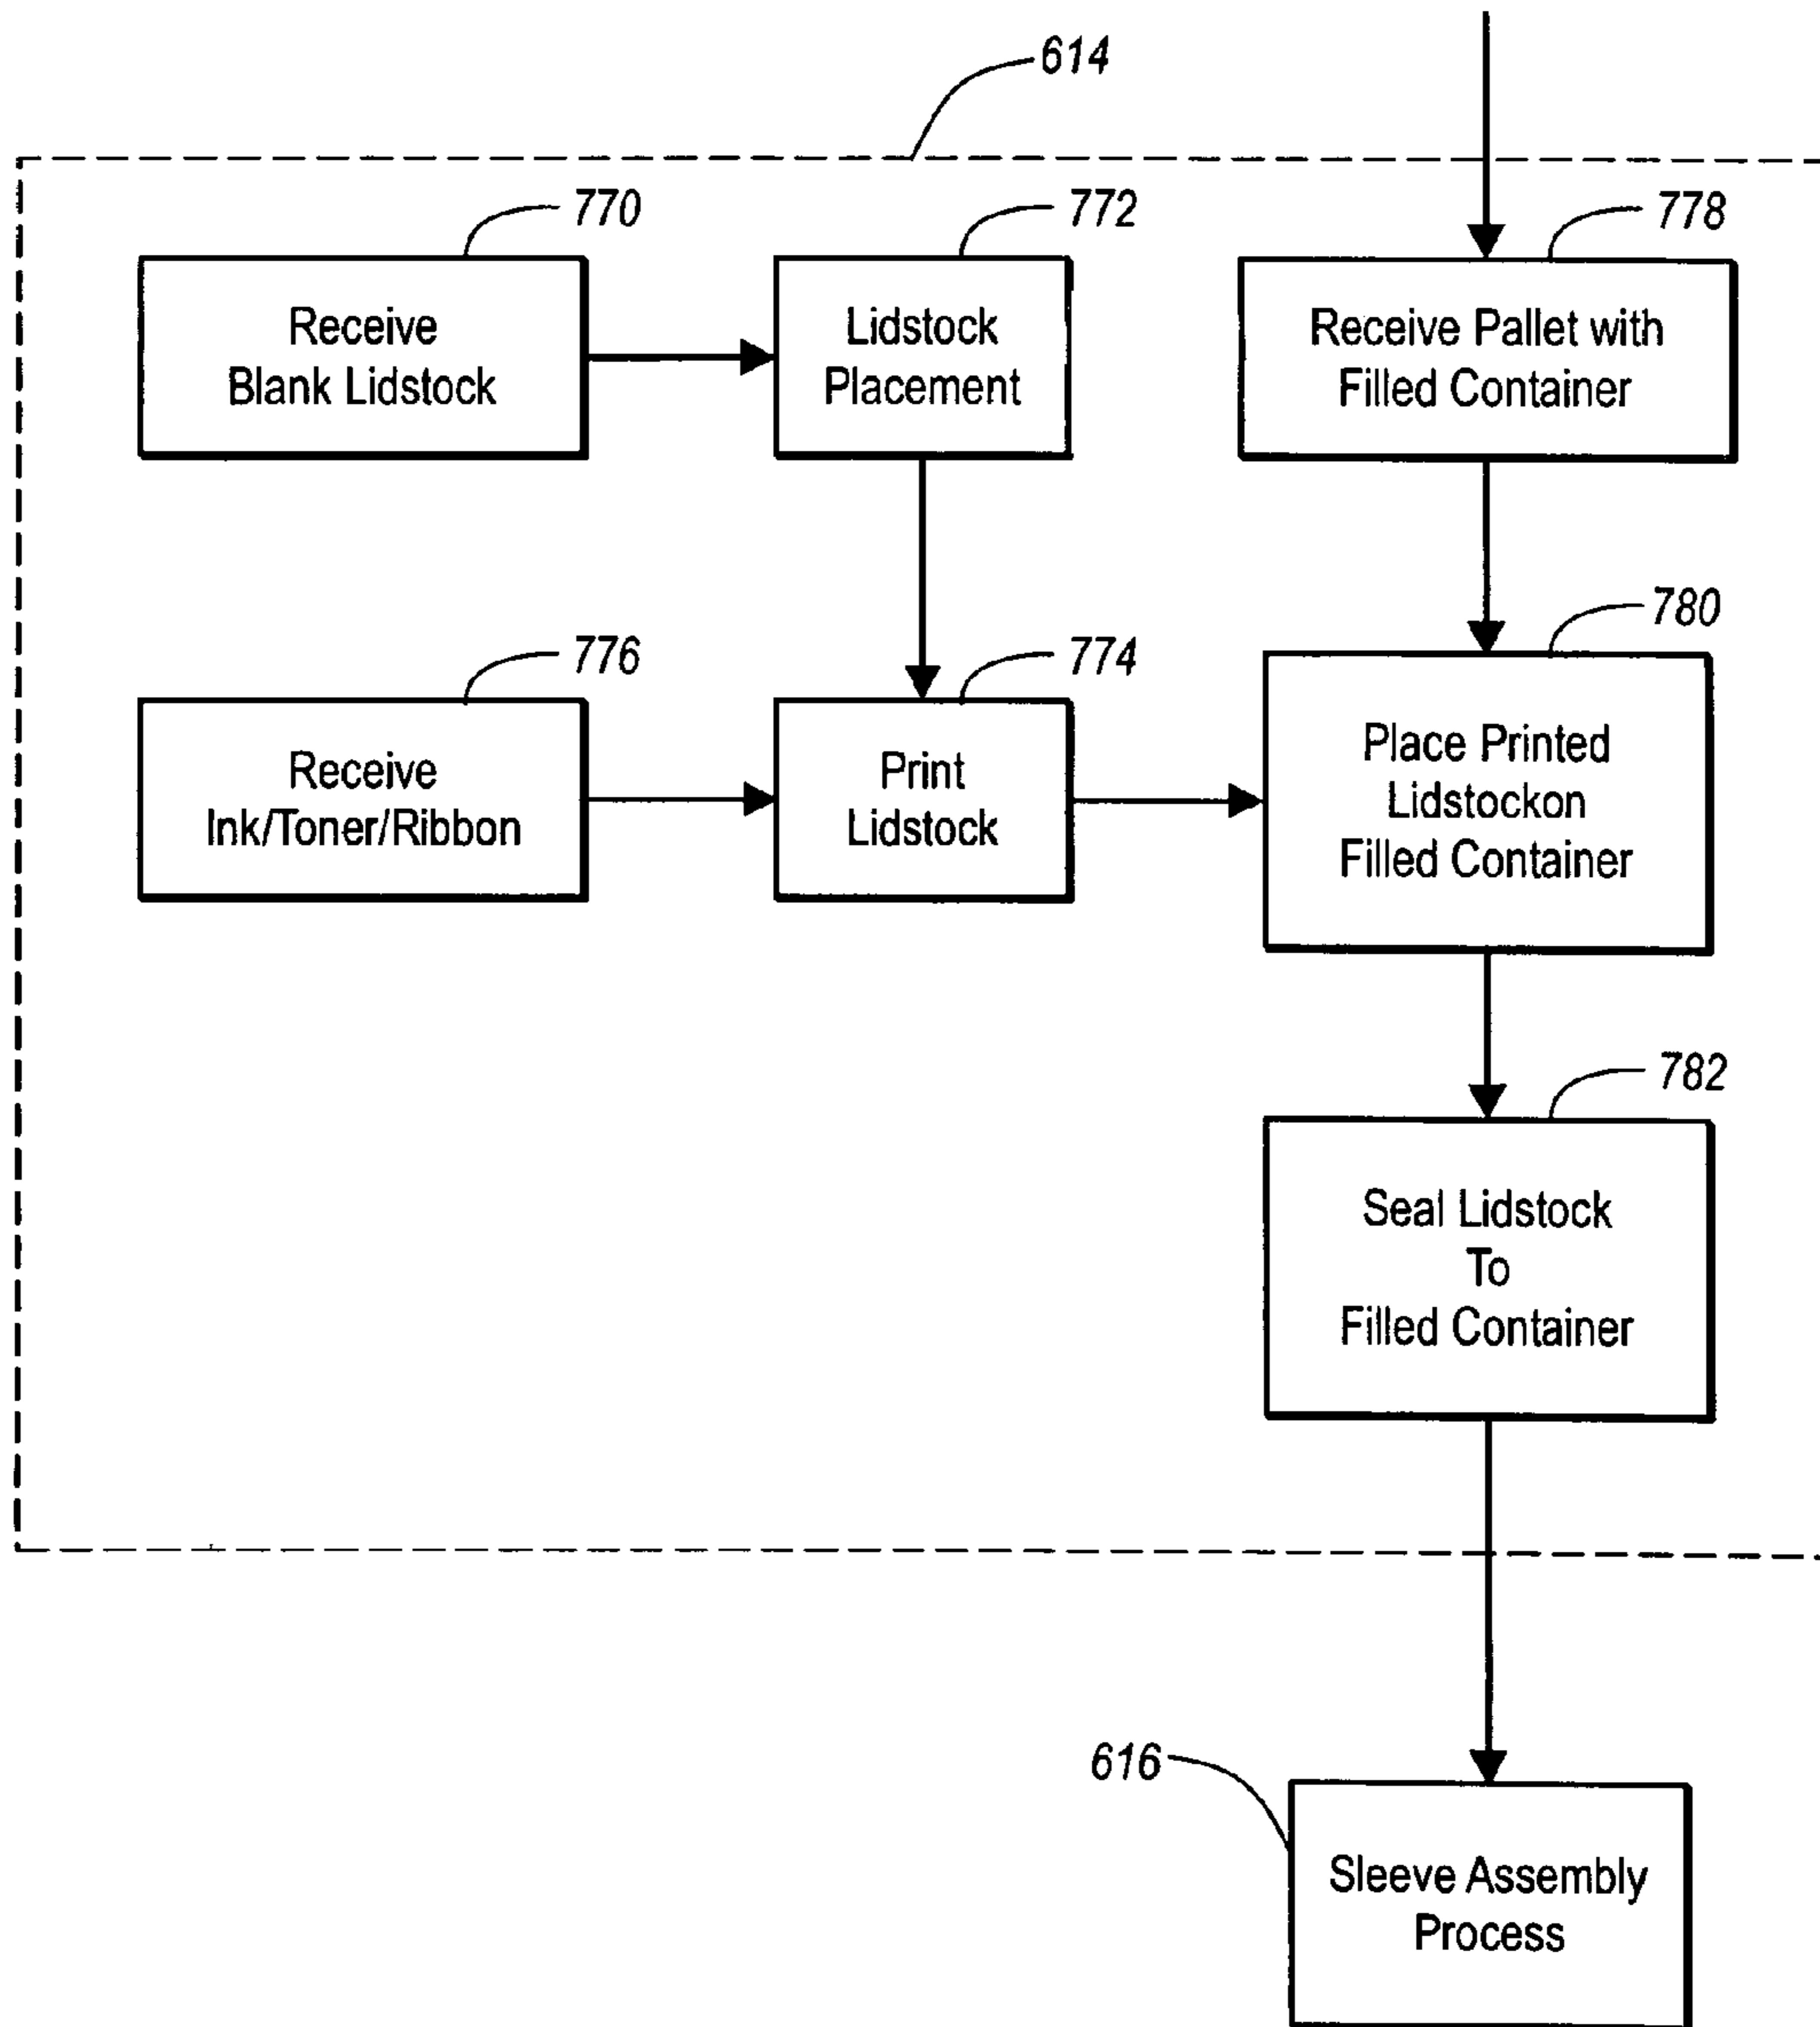 614
770
Receive
Blank Lidstock
772
Lidstock
Placement
778
Receive Pallet with
Filled Container
776
Receive
Ink/Toner/Ribbon
774
Print
Lidstock
780
Place Printed
Lidstockon
Filled Container
782
Seal Lidstock
To
Filled Container
616
Sleeve Assembly
Process